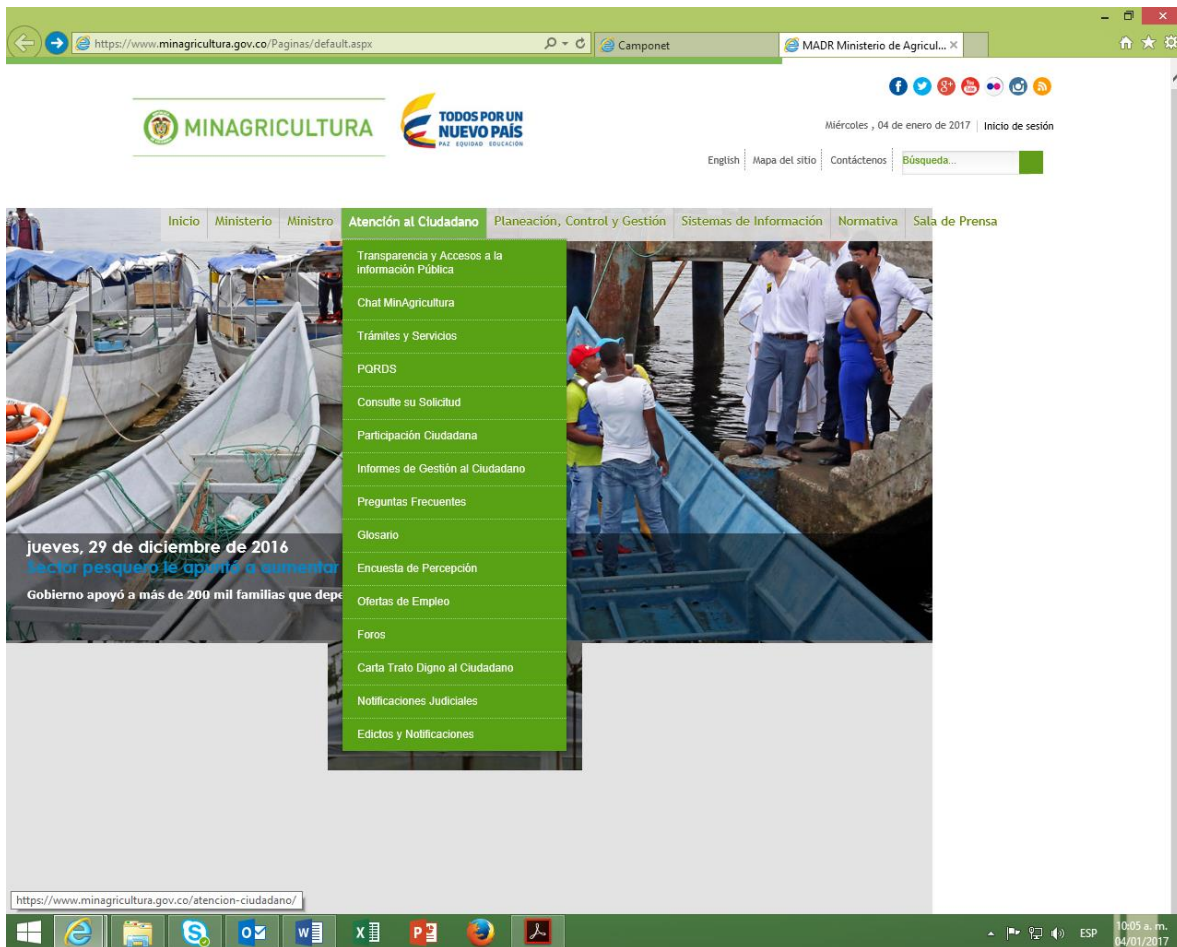 https://www.minagricultura.gov.co/Paginas/default.aspx
Camponet
MADR Ministerio de Agricul...
MINAGRICULTURA
TODOS POR UN
NUEVO PAÍS
PAZ EQUIDAD EDUCACIÓN
Miércoles , 04 de enero de 2017 Inicio de sesión
English Mapa del sitio Contáctenos Búsqueda...
Inicio Ministerio Ministro Atención al Ciudadano Planeación, Control y Gestión Sistemas de Información Normativa Sala de Prensa
Transparencia y Accesos a la
información Pública
Chat MinAgricultura
Trámites y Servicios
PQRDS
Consulte su Solicitud
Participación Ciudadana
Informes de Gestión al Ciudadano
Preguntas Frecuentes
Glosario
Encuesta de Percepción
Ofertas de Empleo
Foros
Carta Trato Digno al Ciudadano
Notificaciones Judiciales
Edictos y Notificaciones
jueves, 29 de diciembre de 2016
Sector pesquero le apuntó a aumentar
Gobierno apoyó a más de 200 mil familias que depe
https://www.minagricultura.gov.co/atencion-ciudadano/
ESP
10:05 a. m.
04/01/2017